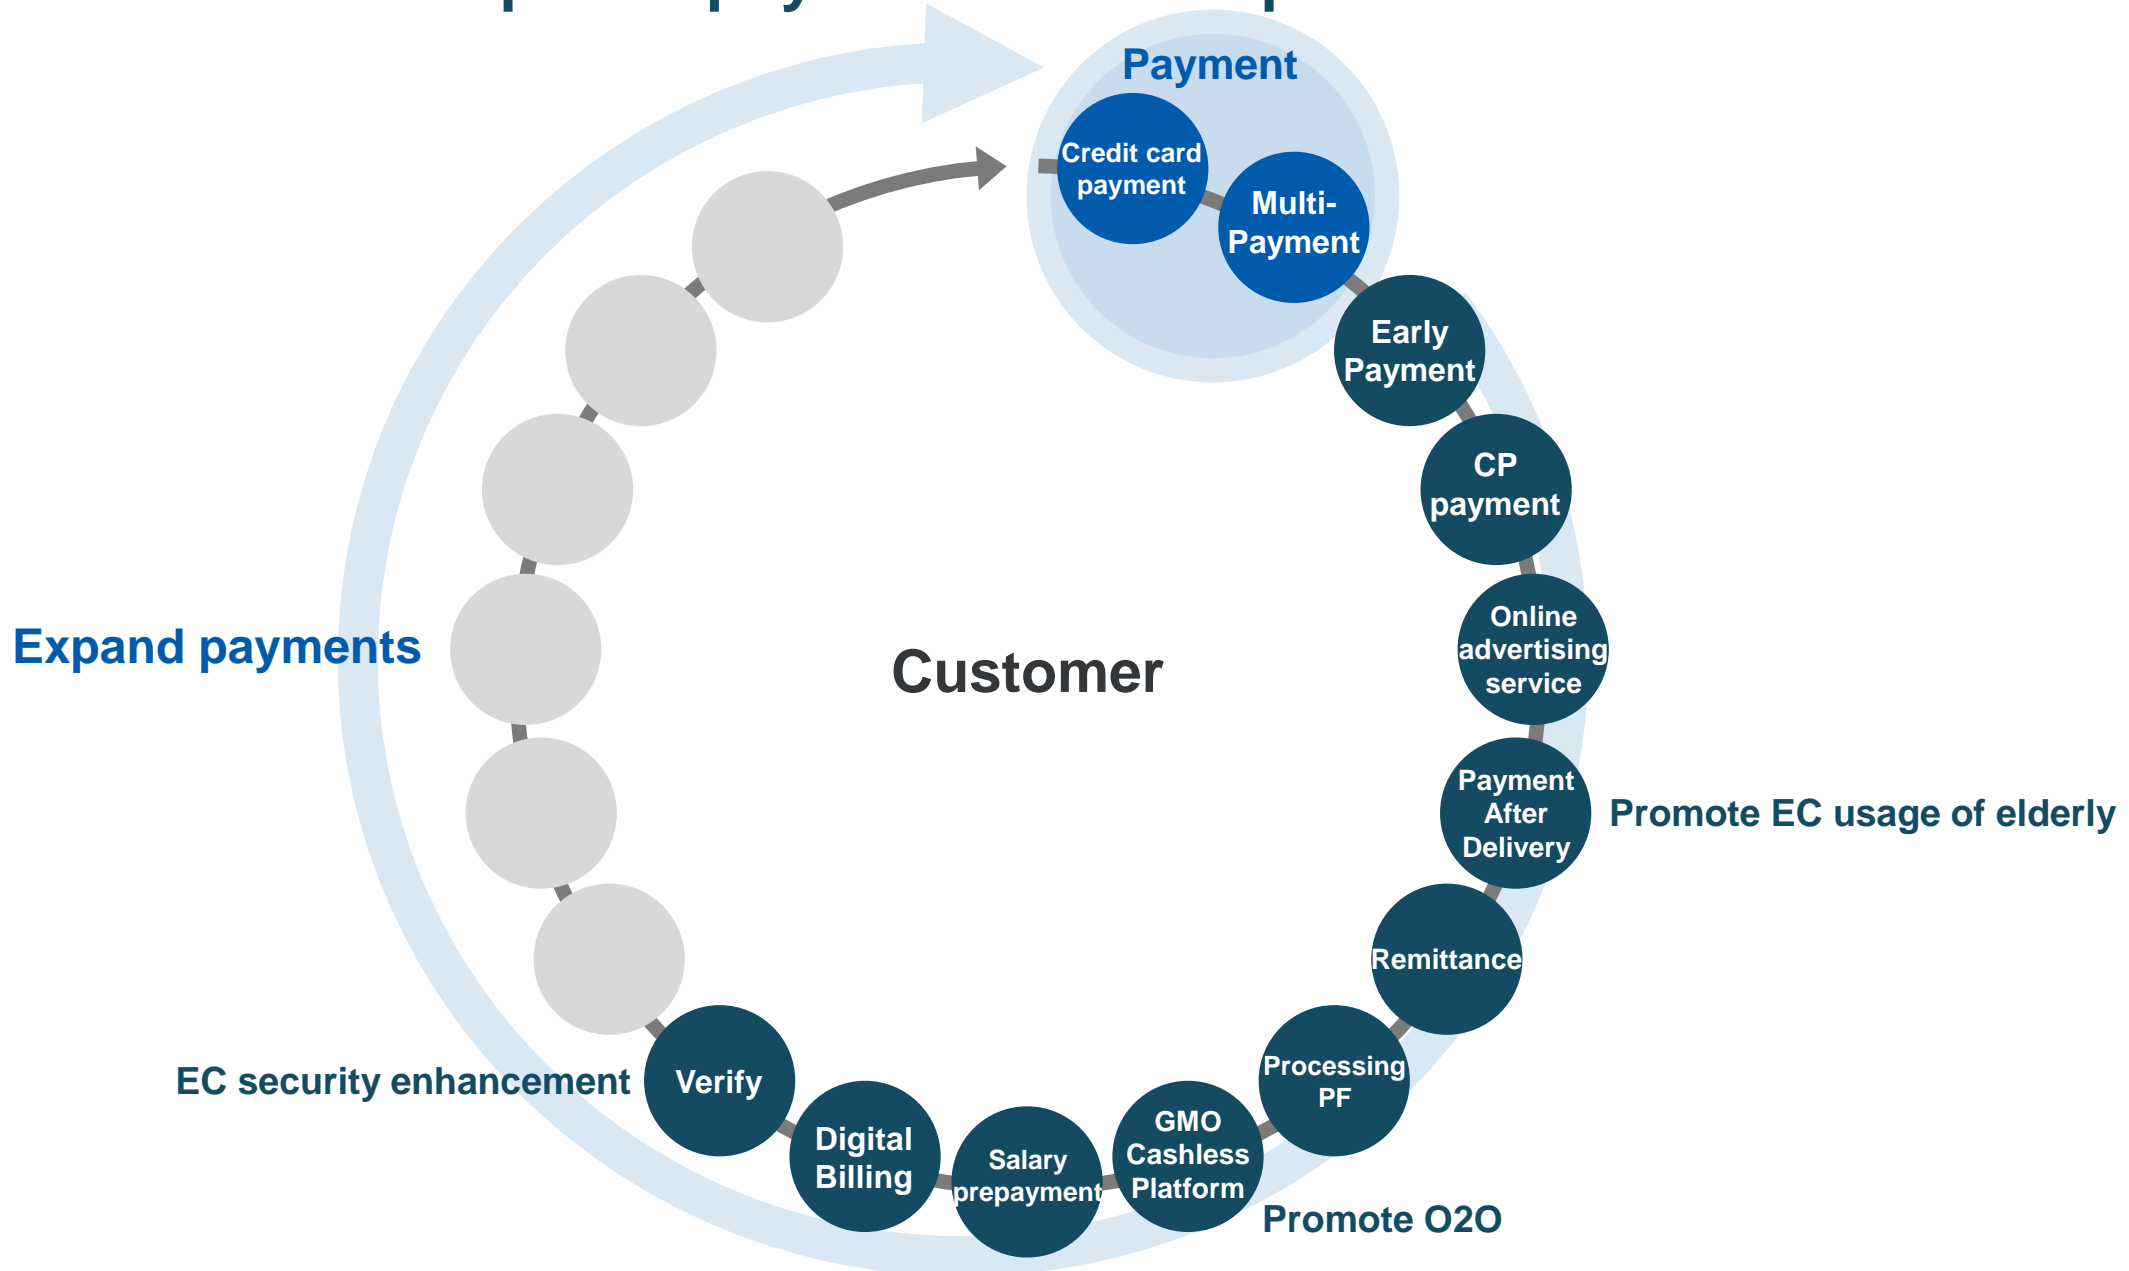 Payment
Credit card
payment
Multi-
Payment
Early
Payment
CP
payment
Online
advertising
service
Payment
After
Delivery
Promote EC usage of elderly
Remittance
Processing
PF
GMO
Cashless
Platform
Promote O2O
Salary
prepayment
Digital
Billing
Verify
EC security enhancement
Expand payments
Customer